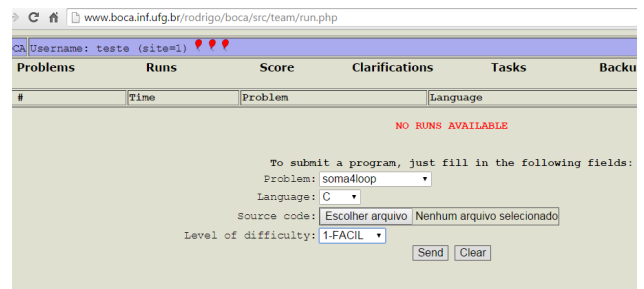 www.boca.inf.ufg.br/rodrigo/boca/src/team/run.php
CA Username: teste (site=1)
Problems Runs Score Clarifications Tasks Backu
# Time Problem Language
NO RUNS AVAILABLE
To submit a program, just fill in the following fields:
Problem: soma4loop
Language: C
Source code: Escolher arquivo Nenhum arquivo selecionado
Level of difficulty: 1-FACIL
Send Clear